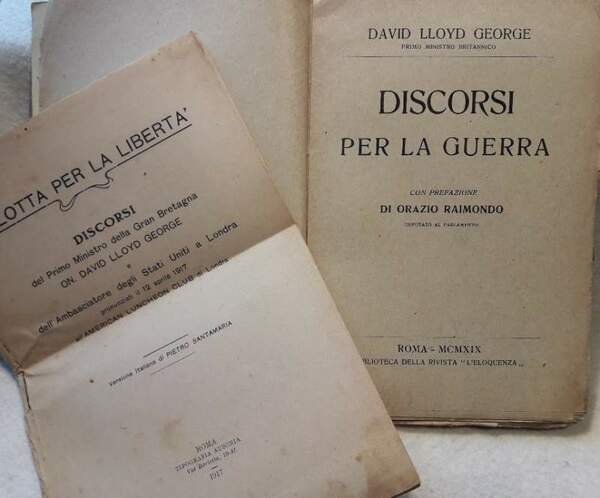 LOTTA PER LA LIBERTA'
DISCORSI
del Primo Ministro della Gran Bretagna
ON. DAVID LLOYD GEORGE
e
dell'Ambasciatore degli Stati Uniti a Londra
pronunciati il 12 aprile 1917
"AMERICAN LUNCHEON CLUB" di Londra
Versione italiana di PIETRO SANTAMARIA
ROMA
TIPOGRAFIA AUSONIA
1917
DAVID LLOYD GEORGE
PRIMO MINISTRO BRITANNICO
DISCORSI
PER LA GUERRA
CON PREFAZIONE
DI ORAZIO RAIMONDO
DEPUTATO AL PARLAMENTO
ROMA - MCMXIX
BIBLIOTECA DELLA RIVISTA "L'ELOQUENZA"